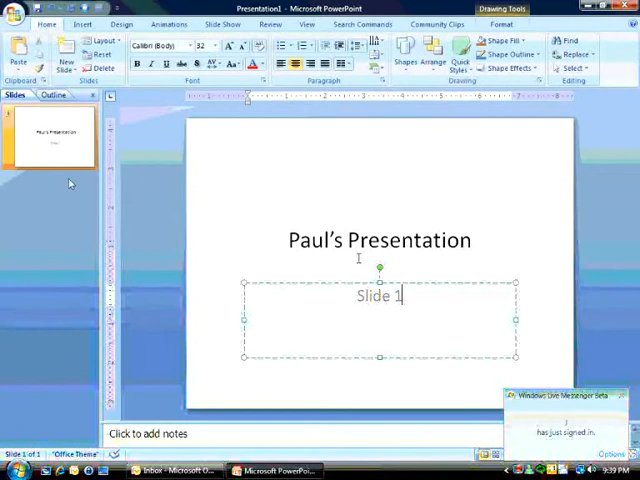 Presentation1 - Microsoft PowerPoint
Drawing Tools
Home Insert Design Animations Slide Show Review View Search Commands Community Clips Format
Calibri (Body) 32
Paste
New Slide
Layout
Reset
Delete
Shapes
Arrange
Quick Styles
Shape Fill
Shape Outline
Shape Effects
Find
Replace
Select
Clipboard
Slides
Font
Paragraph
Drawing
Editing
Slides Outline
1
Paul's Presentation
Paul's Presentation
Slide 1
Windows Live Messenger Beta
J
has just signed in.
Options
Click to add notes
Slide 1 of 1
"Office Theme"
Inbox - Microsoft O...
Microsoft PowerPoi...
9:39 PM